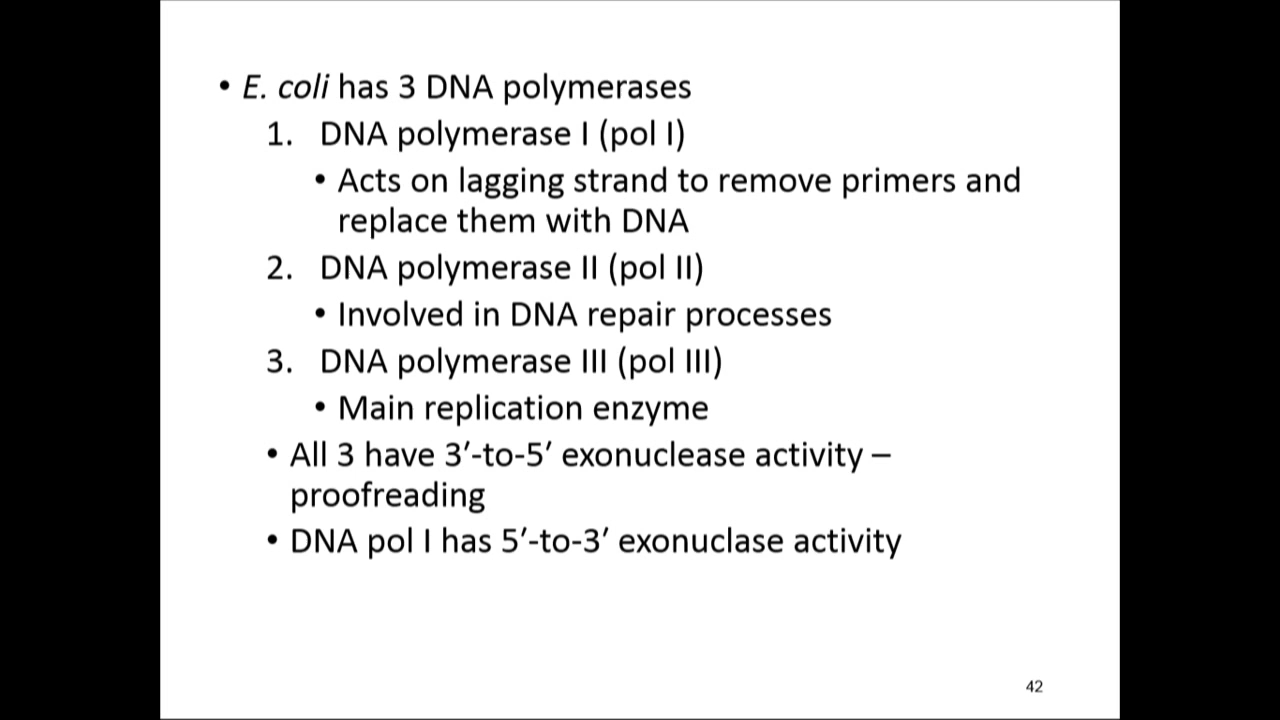 • E. coli has 3 DNA polymerases
1. DNA polymerase I (pol I)
• Acts on lagging strand to remove primers and
replace them with DNA
2. DNA polymerase II (pol II)
• Involved in DNA repair processes
3. DNA polymerase III (pol III)
• Main replication enzyme
• All 3 have 3′-to-5′ exonuclease activity –
proofreading
• DNA pol I has 5′-to-3′ exonuclase activity
42